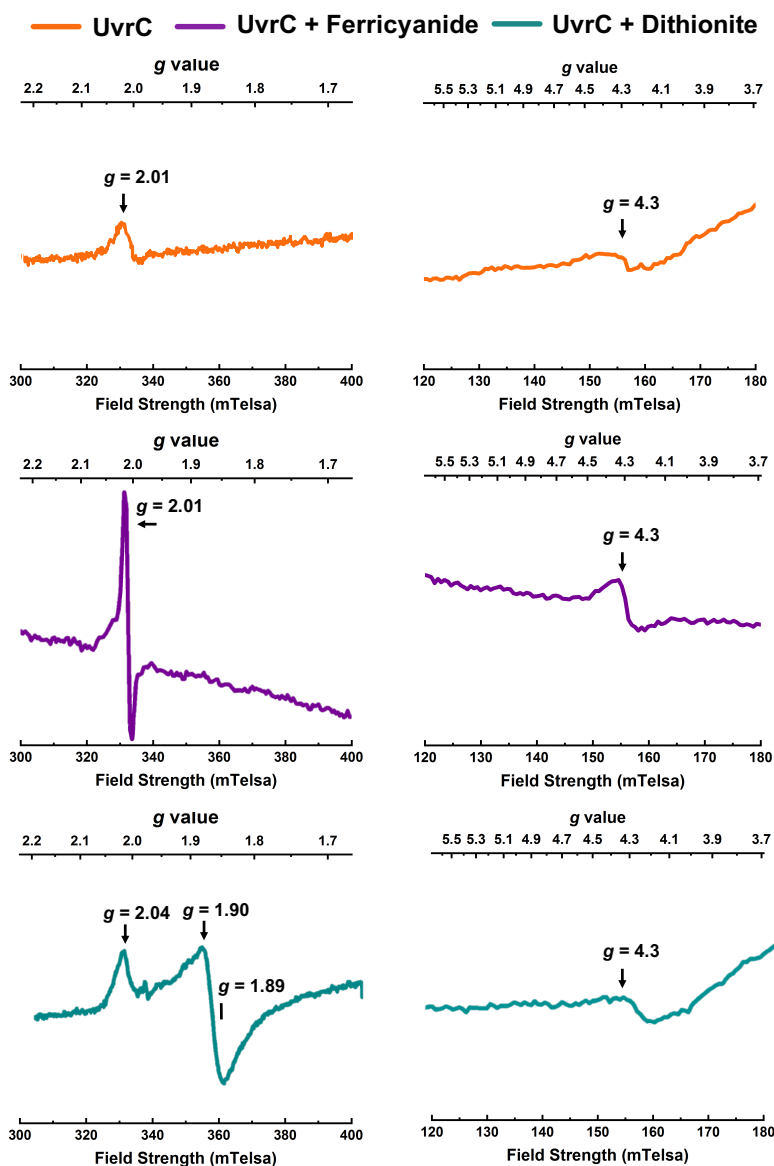 UvrC UvrC + Ferricyanide UvrC + Dithionite
g value
2.2 2.1 2.0 1.9 1.8 1.7
g = 2.01
300 320 340 360 380 400
Field Strength (mTelsa)
g value
5.5 5.3 5.1 4.9 4.7 4.5 4.3 4.1 3.9 3.7
g = 4.3
120 130 140 150 160 170 180
Field Strength (mTelsa)
g value
2.2 2.1 2.0 1.9 1.8 1.7
g = 2.01
300 320 340 360 380 400
Field Strength (mTelsa)
g value
5.5 5.3 5.1 4.9 4.7 4.5 4.3 4.1 3.9 3.7
g = 4.3
120 130 140 150 160 170 180
Field Strength (mTelsa)
g value
2.2 2.1 2.0 1.9 1.8 1.7
g = 2.04 g = 1.90
g = 1.89
300 320 340 360 380 400
Field Strength (mTelsa)
g value
5.5 5.3 5.1 4.9 4.7 4.5 4.3 4.1 3.9 3.7
g = 4.3
120 130 140 150 160 170 180
Field Strength (mTelsa)